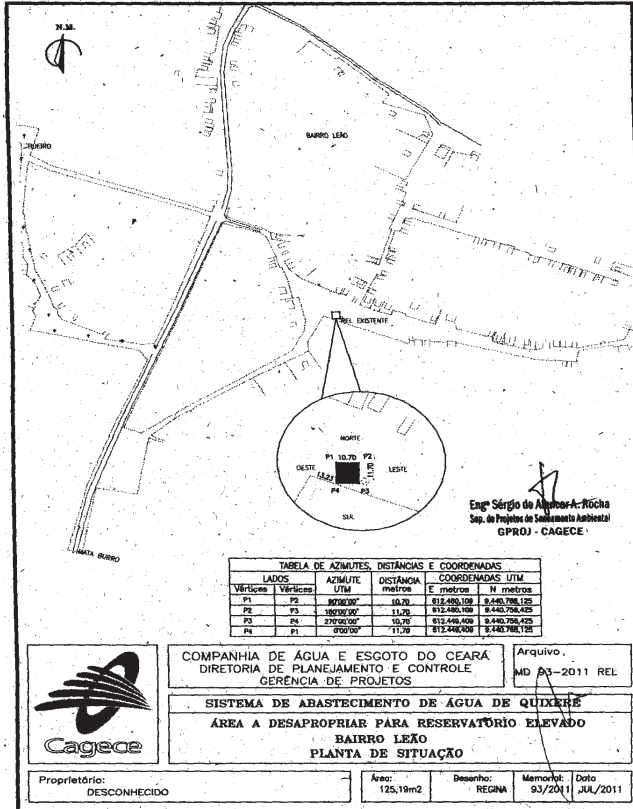 N.M.
BAIRRO LEÃO
REL EXISTENTE
NORTE
P1 10.70 P2
OESTE
11.70
LESTE
13.23
P4 P3
SUL
MATA BURRO
Engº Sérgio de Alencar A. Rocha
Sup. de Projetos de Saneamento Ambiental
GPROJ - CAGECE
TABELA DE AZIMUTES, DISTÂNCIAS E COORDENADAS
LADOS AZIMUTE UTM DISTÂNCIA metros COORDENADAS UTM
Vértices Vértices E metros N metros
P1 P2 90°00'00" 10,70 612.460,109 9.440.768,125
P2 P3 180°00'00" 11,70 612.460,109 9.440.756,425
P3 P4 270°00'00" 10,70 612.449,409 9.440.756,425
P4 P1 0°00'00" 11,70 612.449,409 9.440.768,125
Cagece
COMPANHIA DE ÁGUA E ESGOTO DO CEARÁ
DIRETORIA DE PLANEJAMENTO E CONTROLE
GERÊNCIA DE PROJETOS
Arquivo
MD 93-2011 REL
SISTEMA DE ABASTECIMENTO DE ÁGUA DE QUIXERÉ
ÁREA A DESAPROPRIAR PARA RESERVATÓRIO ELEVADO
BAIRRO LEÃO
PLANTA DE SITUAÇÃO
Proprietário:
DESCONHECIDO
Área:
125,19m2
Desenho:
REGINA
Memorial:
93/2011
Data
JUL/2011